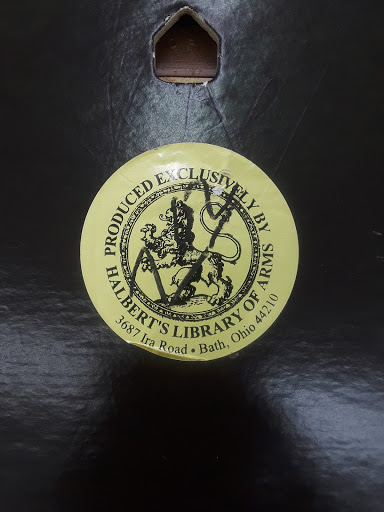 PRODUCED EXCLUSIVELY BY
HALBERT'S LIBRARY OF ARMS
3687 Ira Road • Bath, Ohio 44210